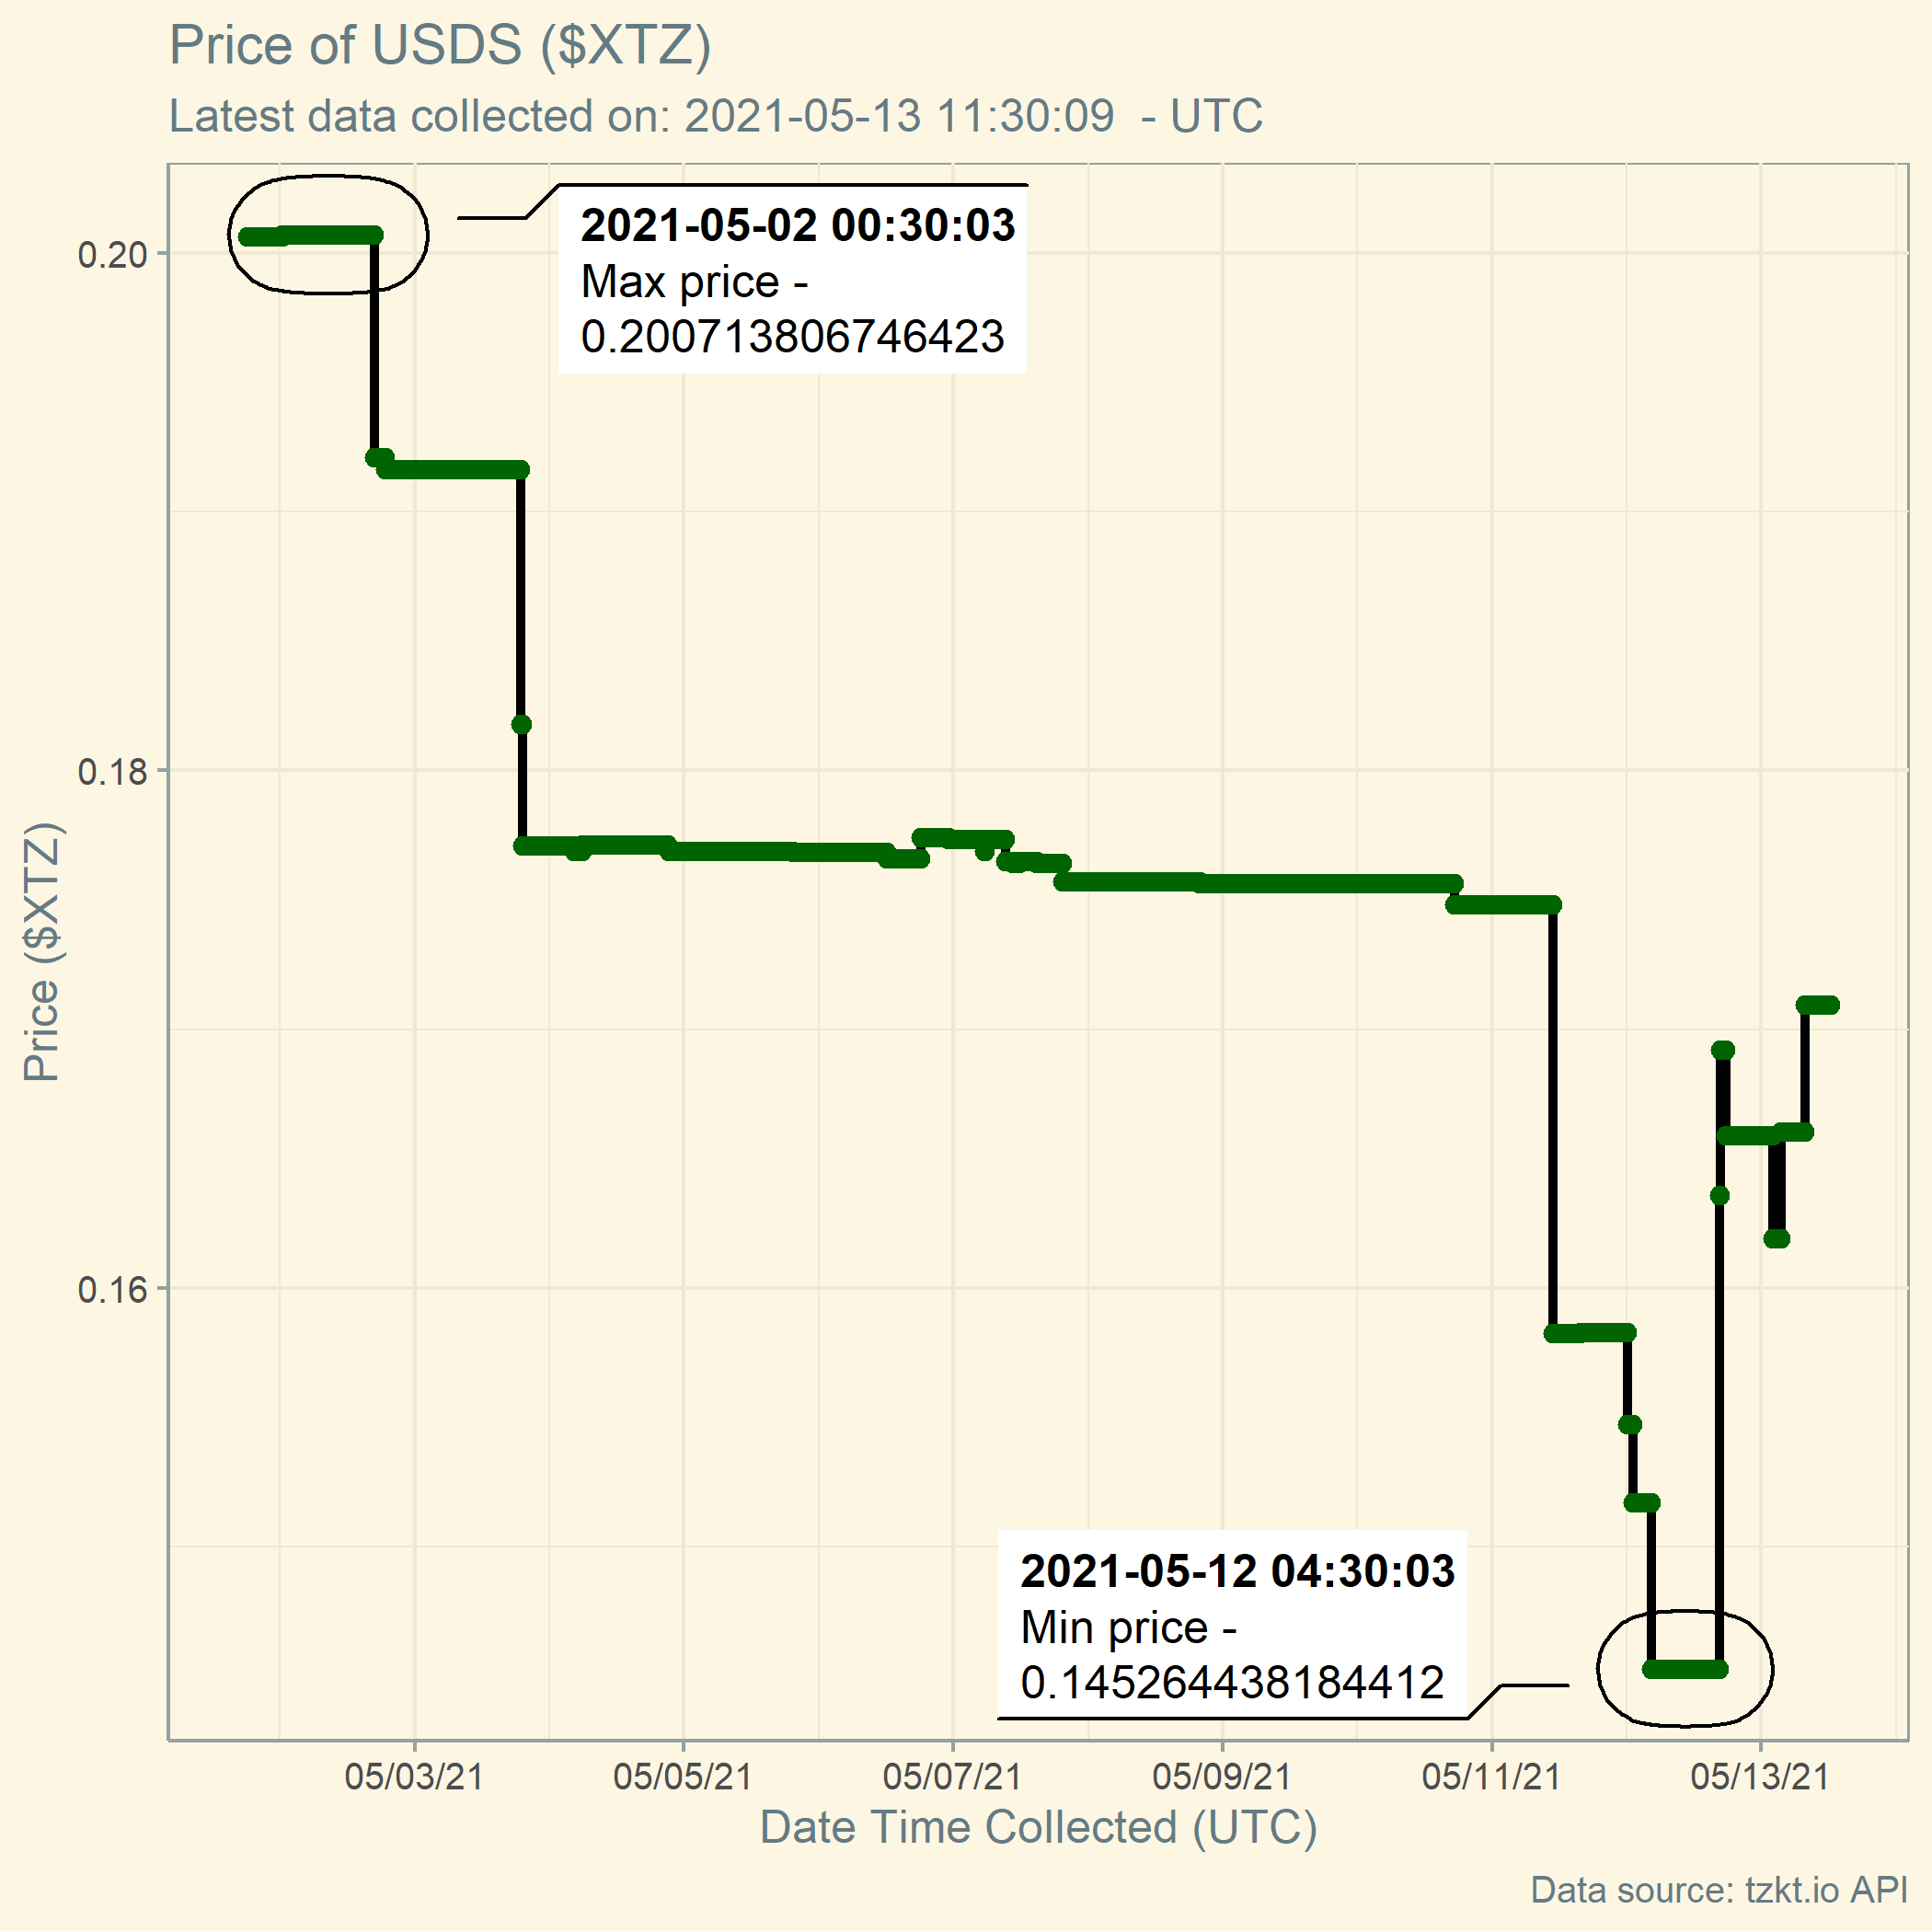 Price of USDS ($XTZ)
Latest data collected on: 2021-05-13 11:30:09  - UTC
2021-05-02 00:30:03
Max price -
0.200713806746423
0.20
0.18
0.16
Price ($XTZ)
2021-05-12 04:30:03
Min price -
0.145264438184412
05/03/21
05/05/21
05/07/21
05/09/21
05/11/21
05/13/21
Date Time Collected (UTC)
Data source: tzkt.io API